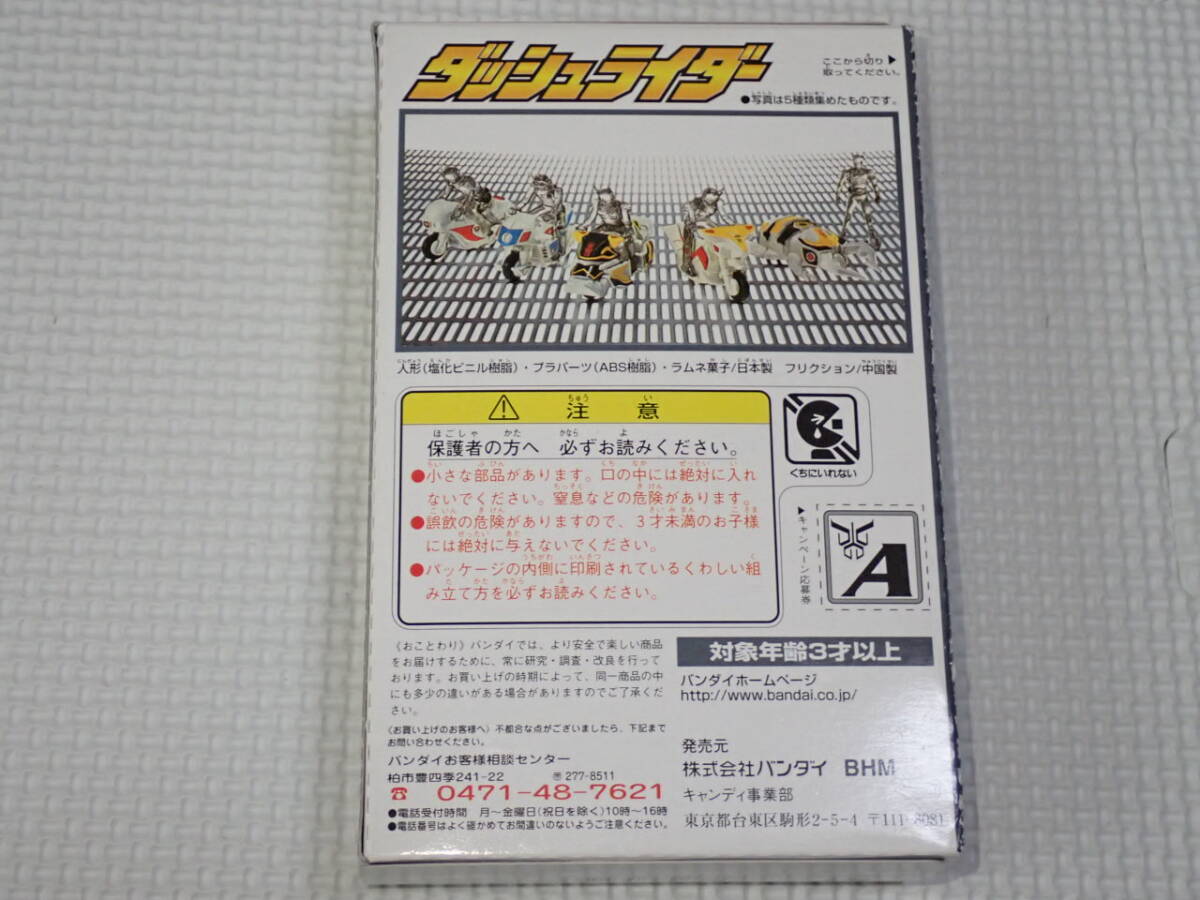 ダッシュライダー
ここから切り▶
取ってください。
●写真は5種類集めたものです。
人形(塩化ビニル樹脂)・プラパーツ(ABS樹脂)・ラムネ菓子/日本製 フリクション/中国製
⚠ 注意
保護者の方へ 必ずお読みください。
●小さな部品があります。口の中には絶対に入れ
ないでください。窒息などの危険があります。
●誤飲の危険がありますので、3才未満のお子様
には絶対に与えないでください。
●パッケージの内側に印刷されているくわしい組
み立て方を必ずお読みください。
くちにいれない
▶キャンペーン応募券
A
《おことわり》バンダイでは、より安全で楽しい商品
をお届けするために、常に研究・調査・改良を行って
おります。お買い上げの時期によって、同一商品の中
にも多少の違いがある場合がありますのでご了承くだ
さい。
〈お買い上げのお客様へ〉不都合な点がございましたら、下記まで
お問い合わせください。
バンダイお客様相談センター
柏市豊四季241-22 〒277-8511
☎ 0471-48-7621
●電話受付時間 月〜金曜日(祝日を除く)10時〜16時
●電話番号はよく確かめてお間違いのないようご注意ください。
対象年齢3才以上
バンダイホームページ
http://www.bandai.co.jp/
発売元
株式会社バンダイ BHM
キャンディ事業部
東京都台東区駒形2-5-4 〒111-8081